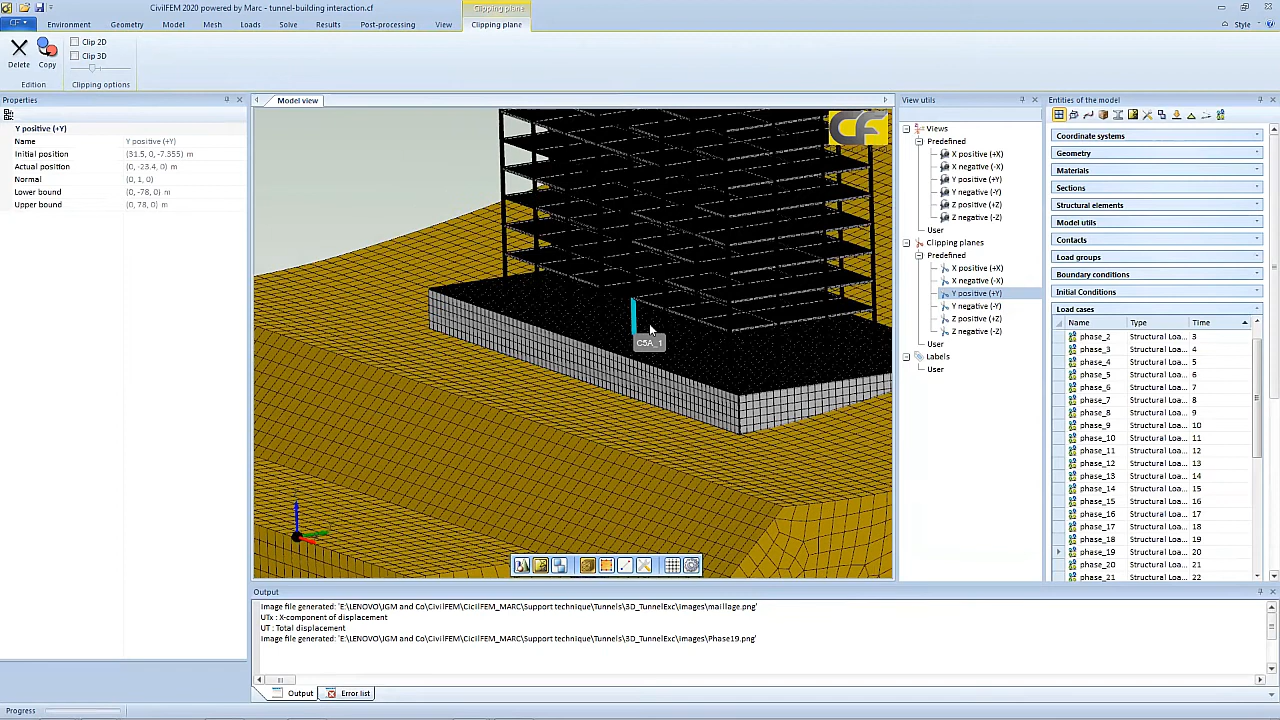 CF
CivilFEM 2020 powered by Marc - tunnel-building interaction.cf
Clipping plane
Environment
Geometry
Model
Mesh
Loads
Solve
Results
Post-processing
View
Clipping plane
Style
Delete
Copy
Clip 2D
Clip 3D
Edition
Clipping options
Properties
Y positive (+Y)
Name Y positive (+Y)
Initial position (31.5, 0, -7.355) m
Actual position (0, -23.4, 0) m
Normal (0, 1, 0)
Lower bound (0, -78, 0) m
Upper bound (0, 78, 0) m
Model view
C5A_1
View utils
Views
Predefined
X positive (+X)
X negative (-X)
Y positive (+Y)
Y negative (-Y)
Z positive (+Z)
Z negative (-Z)
User
Clipping planes
Predefined
X positive (+X)
X negative (-X)
Y positive (+Y)
Y negative (-Y)
Z positive (+Z)
Z negative (-Z)
User
Labels
User
Entities of the model
Coordinate systems
Geometry
Materials
Sections
Structural elements
Model utils
Contacts
Load groups
Boundary conditions
Initial Conditions
Load cases
Name Type Time
phase_2 Structural Loa... 3
phase_3 Structural Loa... 4
phase_4 Structural Loa... 5
phase_5 Structural Loa... 6
phase_6 Structural Loa... 7
phase_7 Structural Loa... 8
phase_8 Structural Loa... 9
phase_9 Structural Loa... 10
phase_10 Structural Loa... 11
phase_11 Structural Loa... 12
phase_12 Structural Loa... 13
phase_13 Structural Loa... 14
phase_14 Structural Loa... 15
phase_15 Structural Loa... 16
phase_16 Structural Loa... 17
phase_17 Structural Loa... 18
phase_18 Structural Loa... 19
phase_19 Structural Loa... 20
phase_20 Structural Loa... 21
phase_21 Structural Loa... 22
Output
Image file generated: 'E:\LENOVO\IGM and Co\CivilFEM\CicilFEM_MARC\Support technique\Tunnels\3D_TunnelExc\Images\maillage.png'
UTx : X-component of displacement
UT : Total displacement
Image file generated: 'E:\LENOVO\IGM and Co\CivilFEM\CicilFEM_MARC\Support technique\Tunnels\3D_TunnelExc\Images\Phase19.png'
Output
Error list
Progress